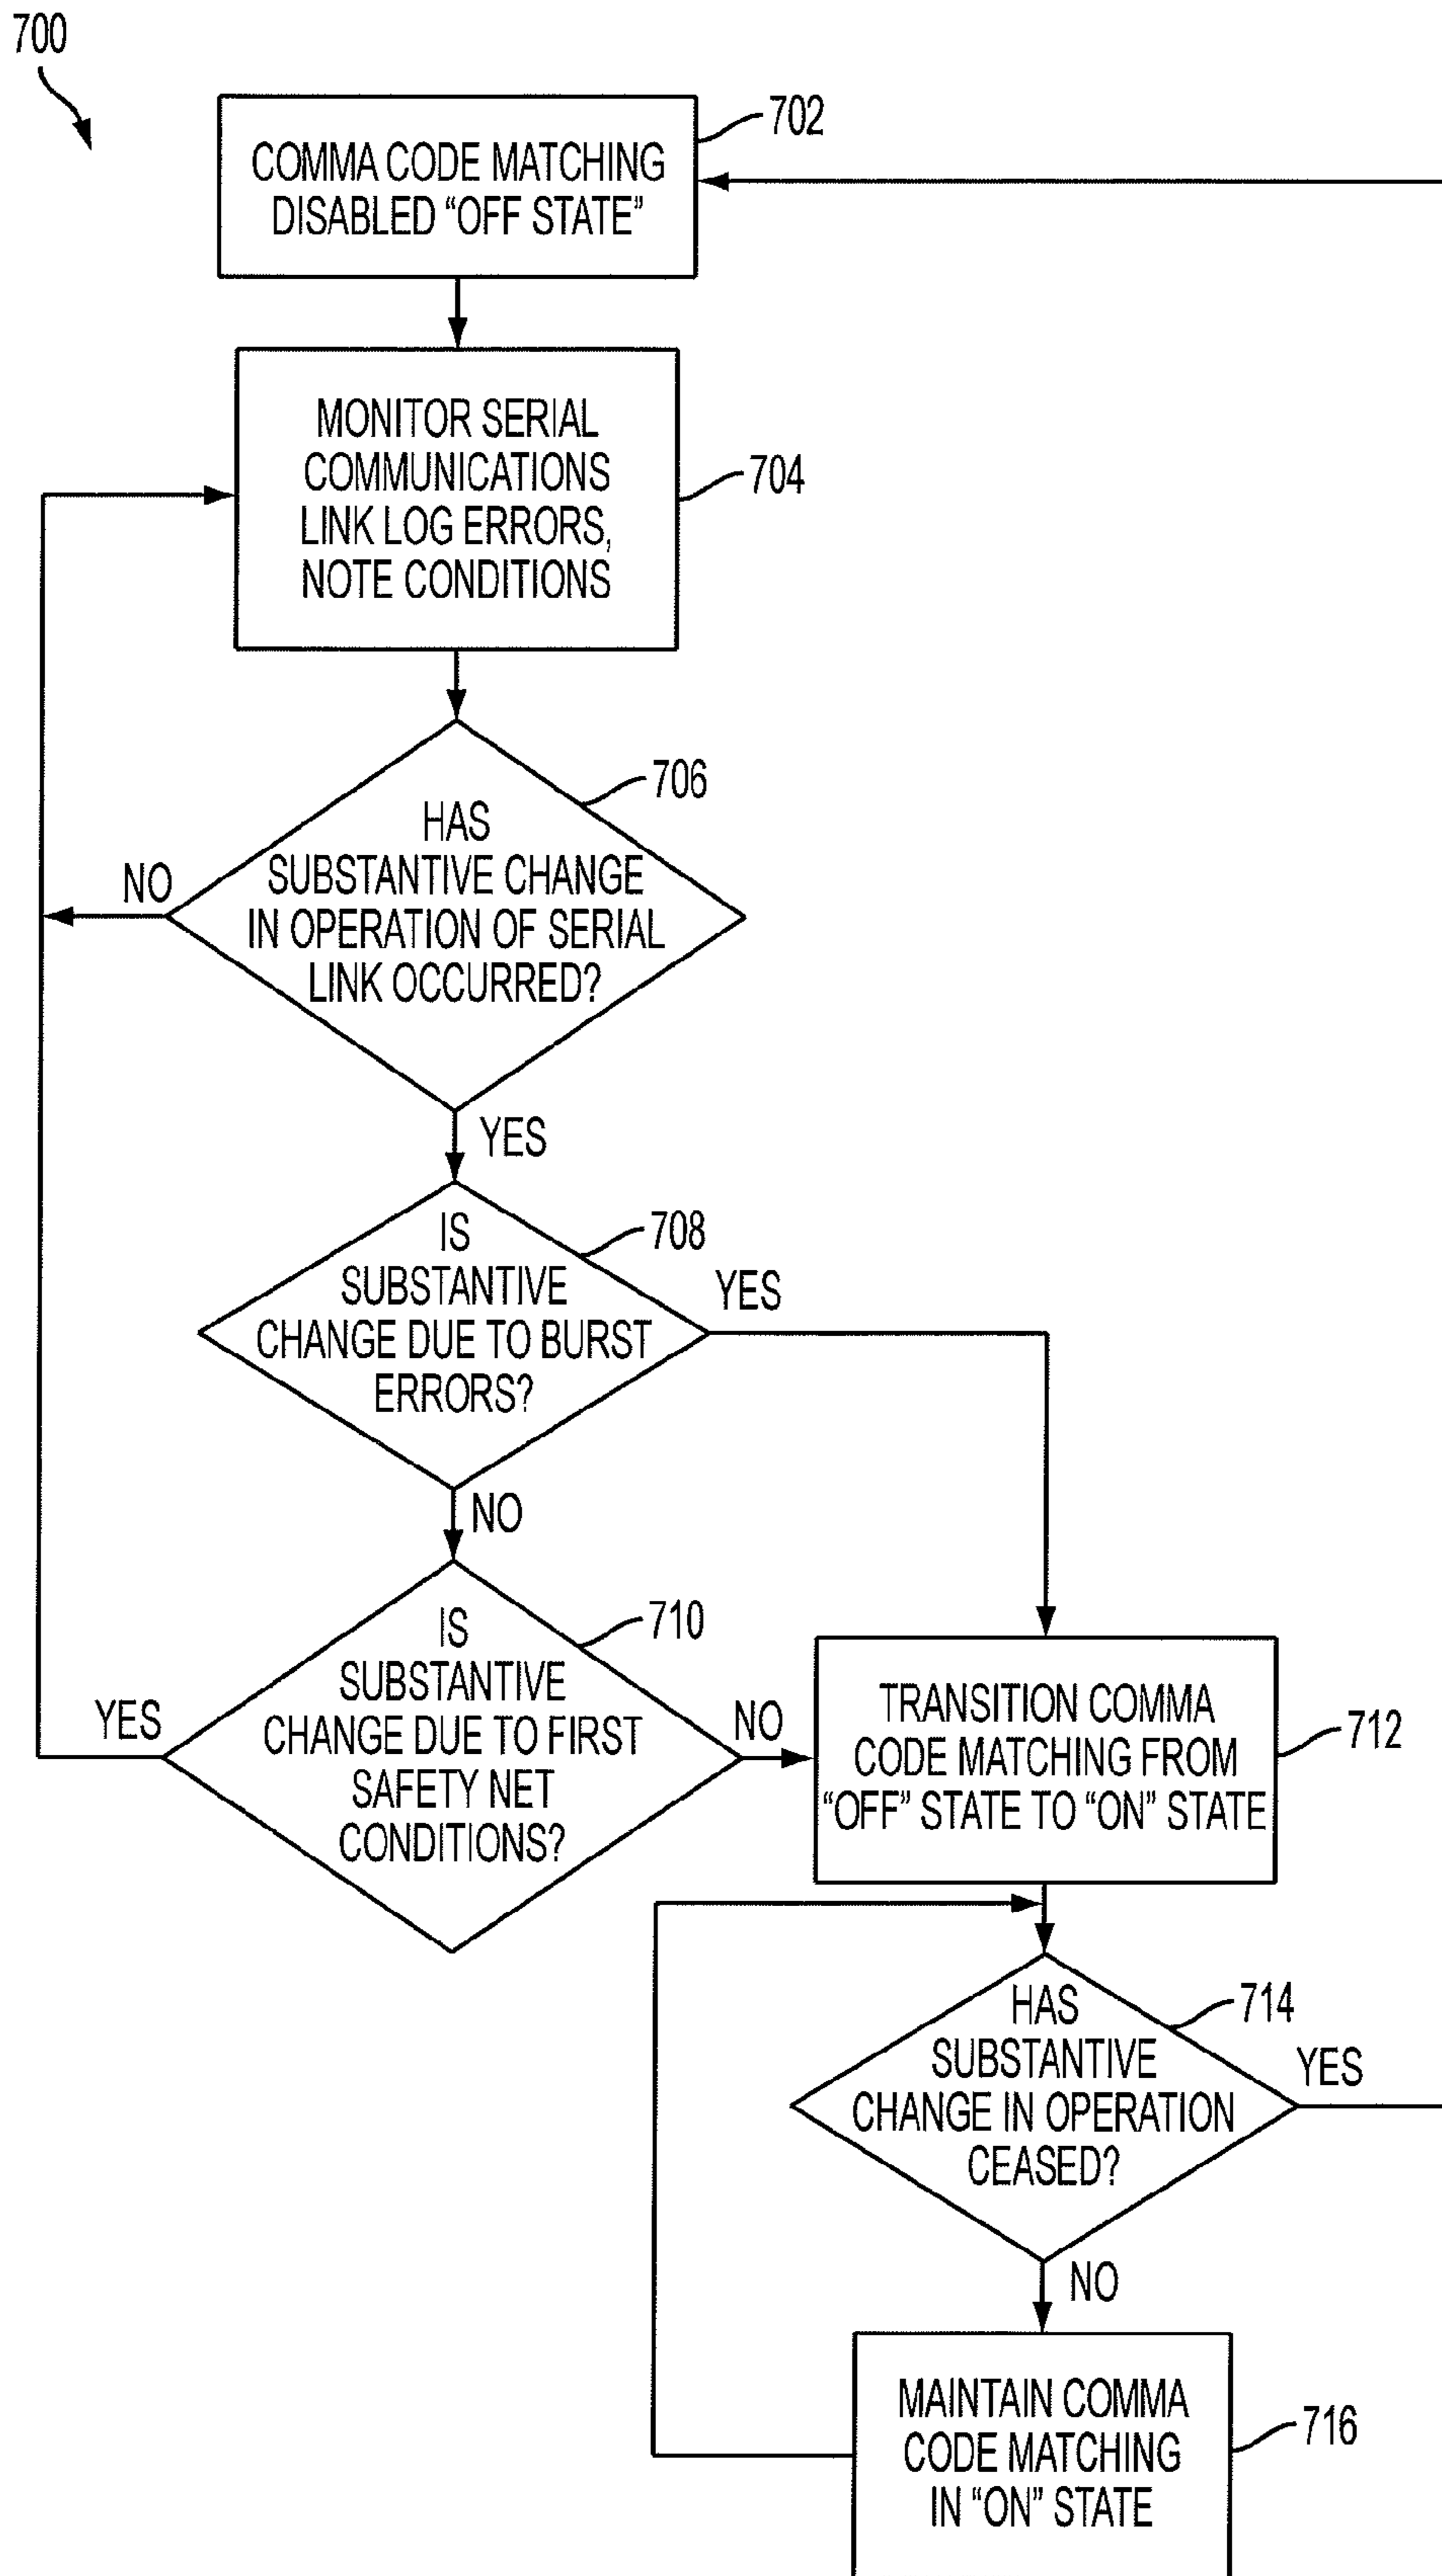 700
702
COMMA CODE MATCHING
DISABLED “OFF STATE”
MONITOR SERIAL
COMMUNICATIONS
LINK LOG ERRORS,
NOTE CONDITIONS
704
706
HAS
SUBSTANTIVE CHANGE
IN OPERATION OF SERIAL
LINK OCCURRED?
NO
YES
708
IS
SUBSTANTIVE
CHANGE DUE TO BURST
ERRORS?
YES
NO
710
IS
SUBSTANTIVE
CHANGE DUE TO FIRST
SAFETY NET
CONDITIONS?
YES
NO
TRANSITION COMMA
CODE MATCHING FROM
“OFF” STATE TO “ON” STATE
712
714
HAS
SUBSTANTIVE
CHANGE IN OPERATION
CEASED?
YES
NO
MAINTAIN COMMA
CODE MATCHING
IN “ON” STATE
716